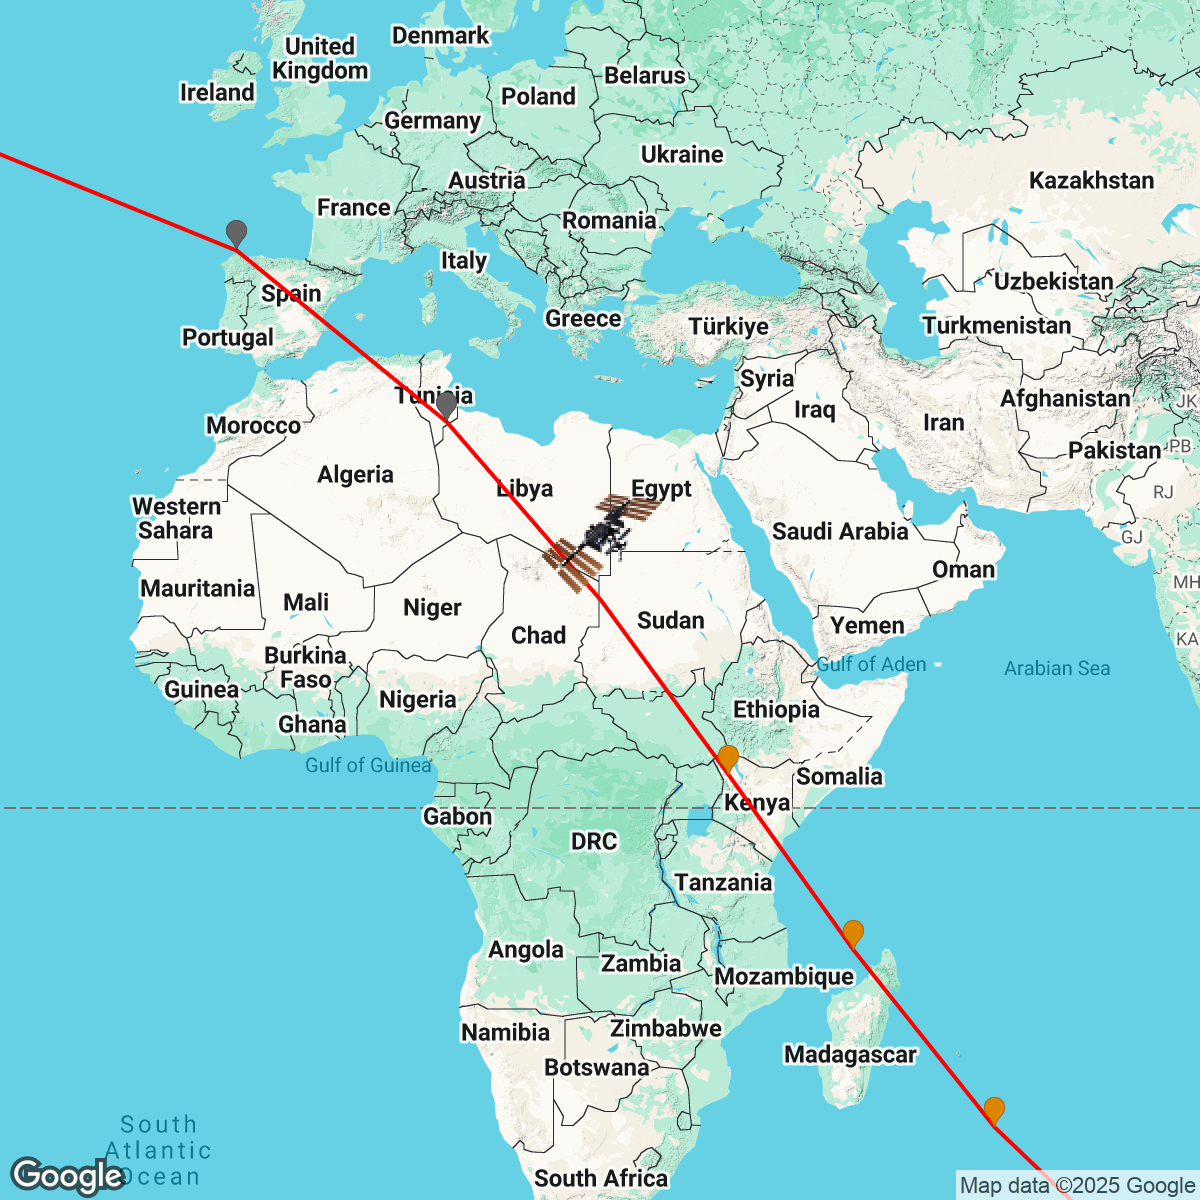 Denmark
United
Kingdom
Belarus
Ireland
Poland
Germany
Ukraine
Austria
Kazakhstan
France
Romania
Italy
Uzbekistan
Spain
Greece
Turkmenistan
Türkiye
Portugal
Syria
Tunisia
Afghanistan
JK
Iraq
Morocco
Iran
PB
Pakistan
Algeria
Libya
Egypt
RJ
Western
Sahara
Saudi Arabia
GJ
Oman
Mauritania
MH
Mali
Niger
Sudan
Yemen
Chad
KA
Burkina
Faso
Gulf of Aden
Arabian Sea
Guinea
Nigeria
Ethiopia
Ghana
Gulf of Guinea
Somalia
Kenya
Gabon
DRC
Tanzania
Angola
Zambia
Mozambique
Namibia
Zimbabwe
Madagascar
Botswana
South
Atlantic
Ocean
South Africa
Google
Map data ©2025 Google